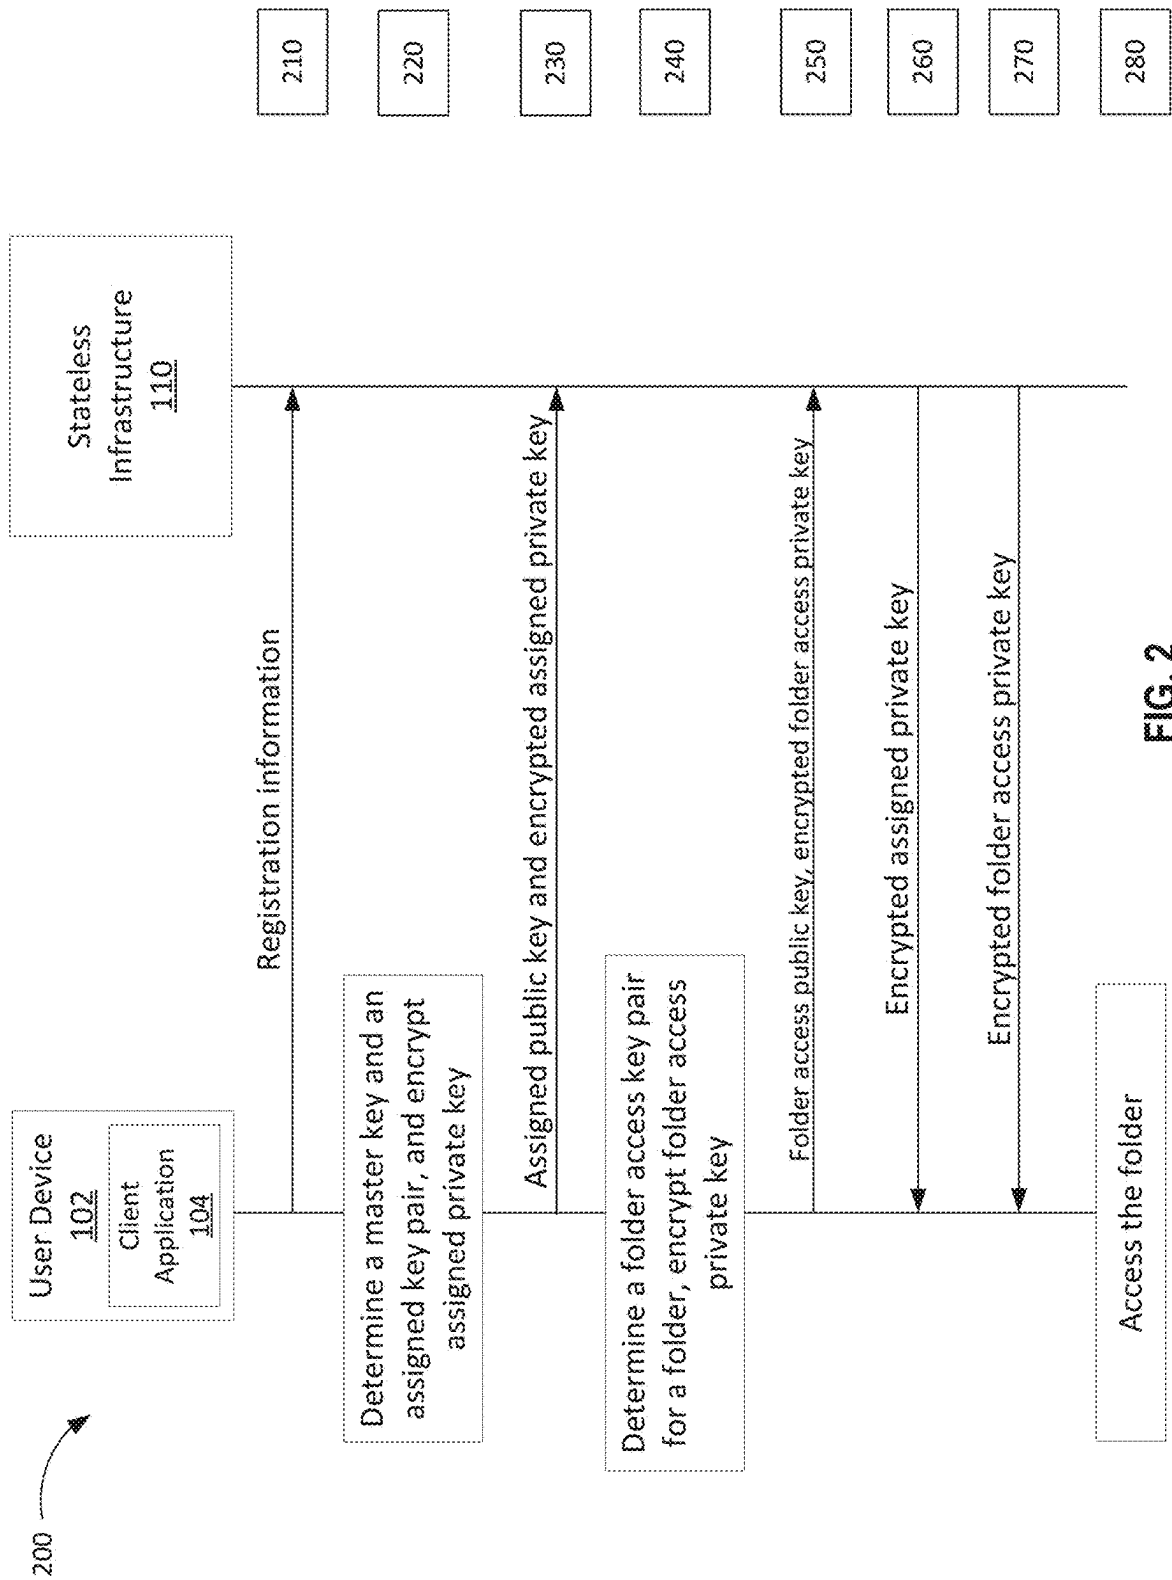 200
User Device
102
Client
Application
104
Stateless
Infrastructure
110
Registration information
210
Determine a master key and an
assigned key pair, and encrypt
assigned private key
220
Assigned public key and encrypted assigned private key
230
Determine a folder access key pair
for a folder, encrypt folder access
private key
240
Folder access public key, encrypted folder access private key
250
Encrypted assigned private key
260
Encrypted folder access private key
270
Access the folder
280
FIG. 2